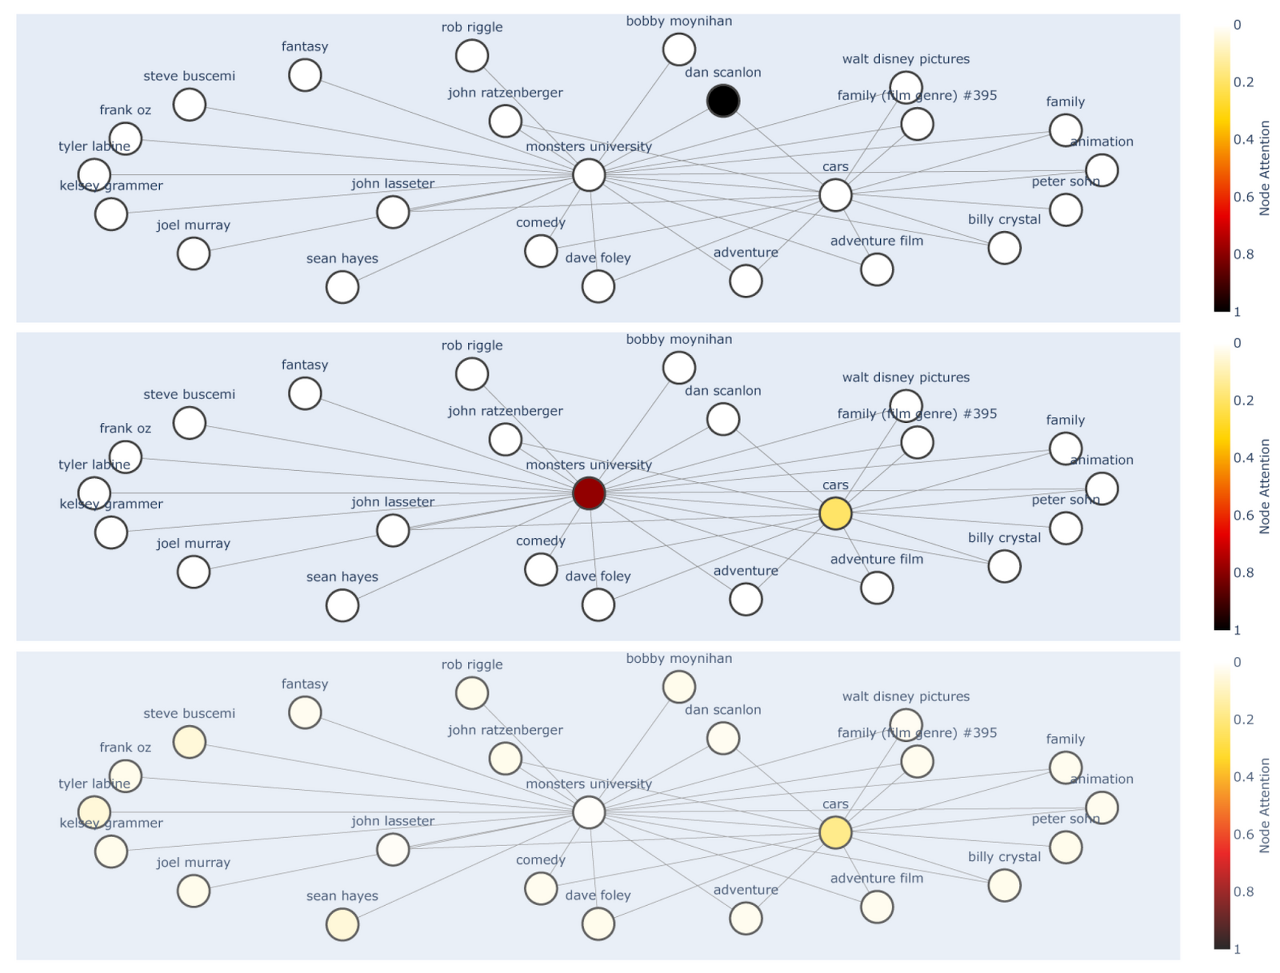 bobby moynihan
rob riggle
fantasy
steve buscemi
dan scanlon
walt disney pictures
john ratzenberger
family (film genre) #395
frank oz
family
tyler labine
monsters university
animation
cars
kelsey grammer
john lasseter
peter sohn
joel murray
comedy
billy crystal
sean hayes
dave foley
adventure
adventure film
0
0.2
0.4
0.6
0.8
1
Node Attention
bobby moynihan
rob riggle
fantasy
steve buscemi
dan scanlon
walt disney pictures
john ratzenberger
family (film genre) #395
frank oz
family
tyler labine
monsters university
animation
cars
kelsey grammer
john lasseter
peter sohn
joel murray
comedy
billy crystal
sean hayes
dave foley
adventure
adventure film
0
0.2
0.4
0.6
0.8
1
Node Attention
bobby moynihan
rob riggle
fantasy
steve buscemi
dan scanlon
walt disney pictures
john ratzenberger
family (film genre) #395
frank oz
family
tyler labine
monsters university
animation
cars
kelsey grammer
john lasseter
peter sohn
joel murray
comedy
billy crystal
sean hayes
dave foley
adventure
adventure film
0
0.2
0.4
0.6
0.8
1
Node Attention